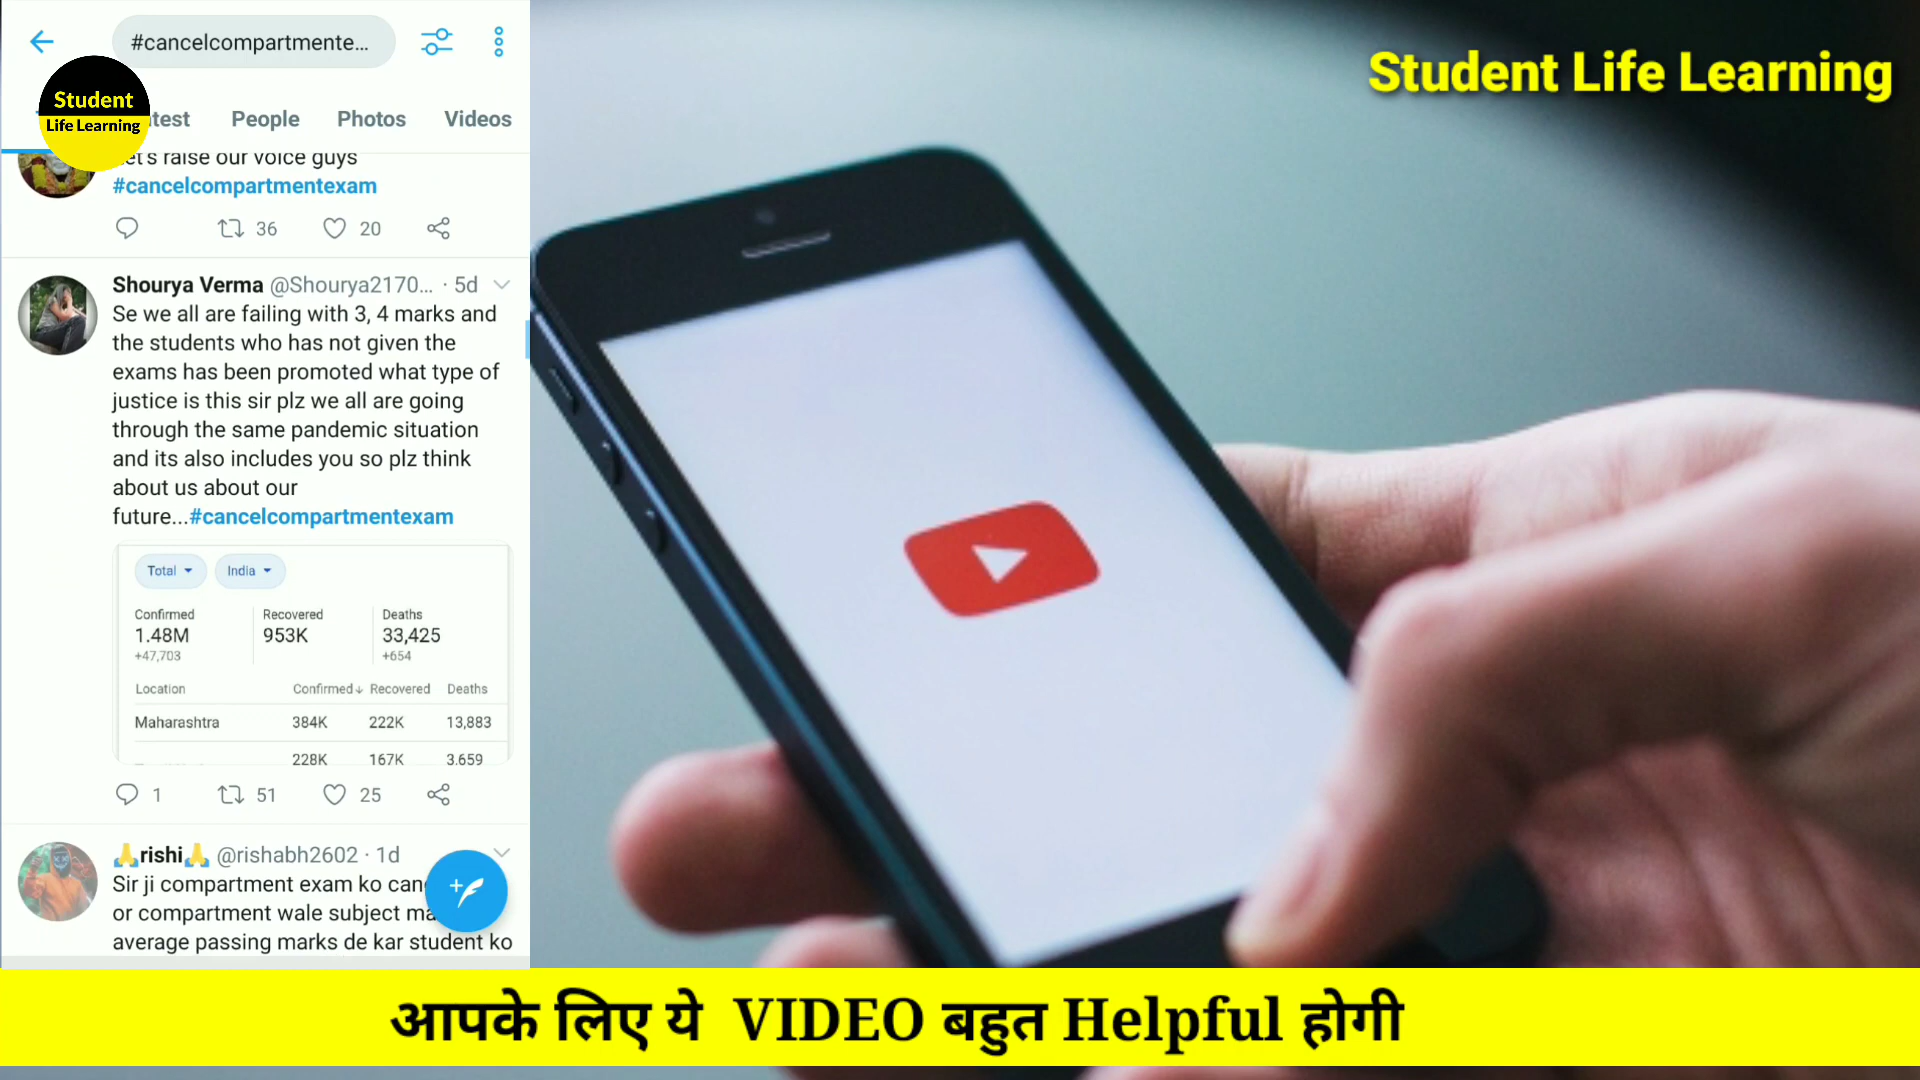 #cancelcompartmente...
Student Life Learning
Student
Life Learning
People
Photos
Videos
let's raise our voice guys
#cancelcompartmentexam
36
20
Shourya Verma @Shourya2170... · 5d
Se we all are failing with 3, 4 marks and
the students who has not given the
exams has been promoted what type of
justice is this sir plz we all are going
through the same pandemic situation
and its also includes you so plz think
about us about our
future...#cancelcompartmentexam
Total
India
Confirmed
Recovered
Deaths
1.48M
953K
33,425
+47,703
+654
Location
Confirmed↓
Recovered
Deaths
Maharashtra
384K
222K
13,883
228K
167K
3,659
1
51
25
🙏rishi🙏 @rishabh2602 · 1d
Sir ji compartment exam ko can
or compartment wale subject ma
average passing marks de kar student ko
आपके लिए ये VIDEO बहुत Helpful होगी